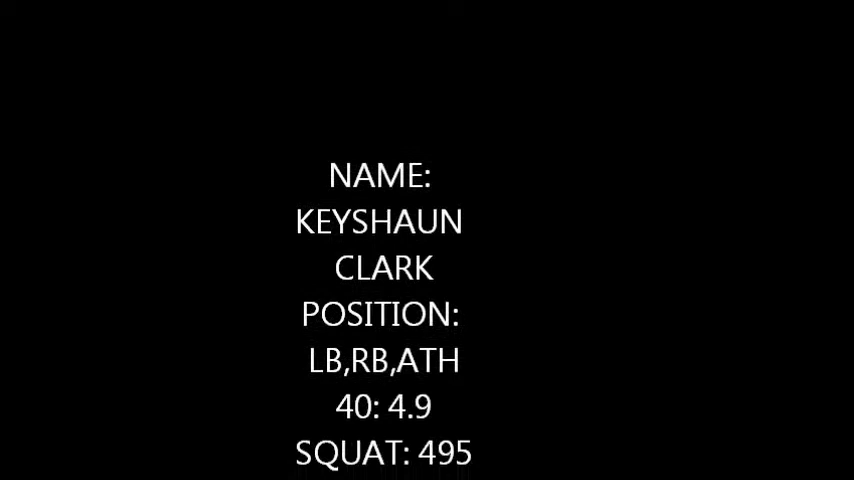 NAME:
KEYSHAUN
CLARK
POSITION:
LB,RB,ATH
40: 4.9
SQUAT: 495